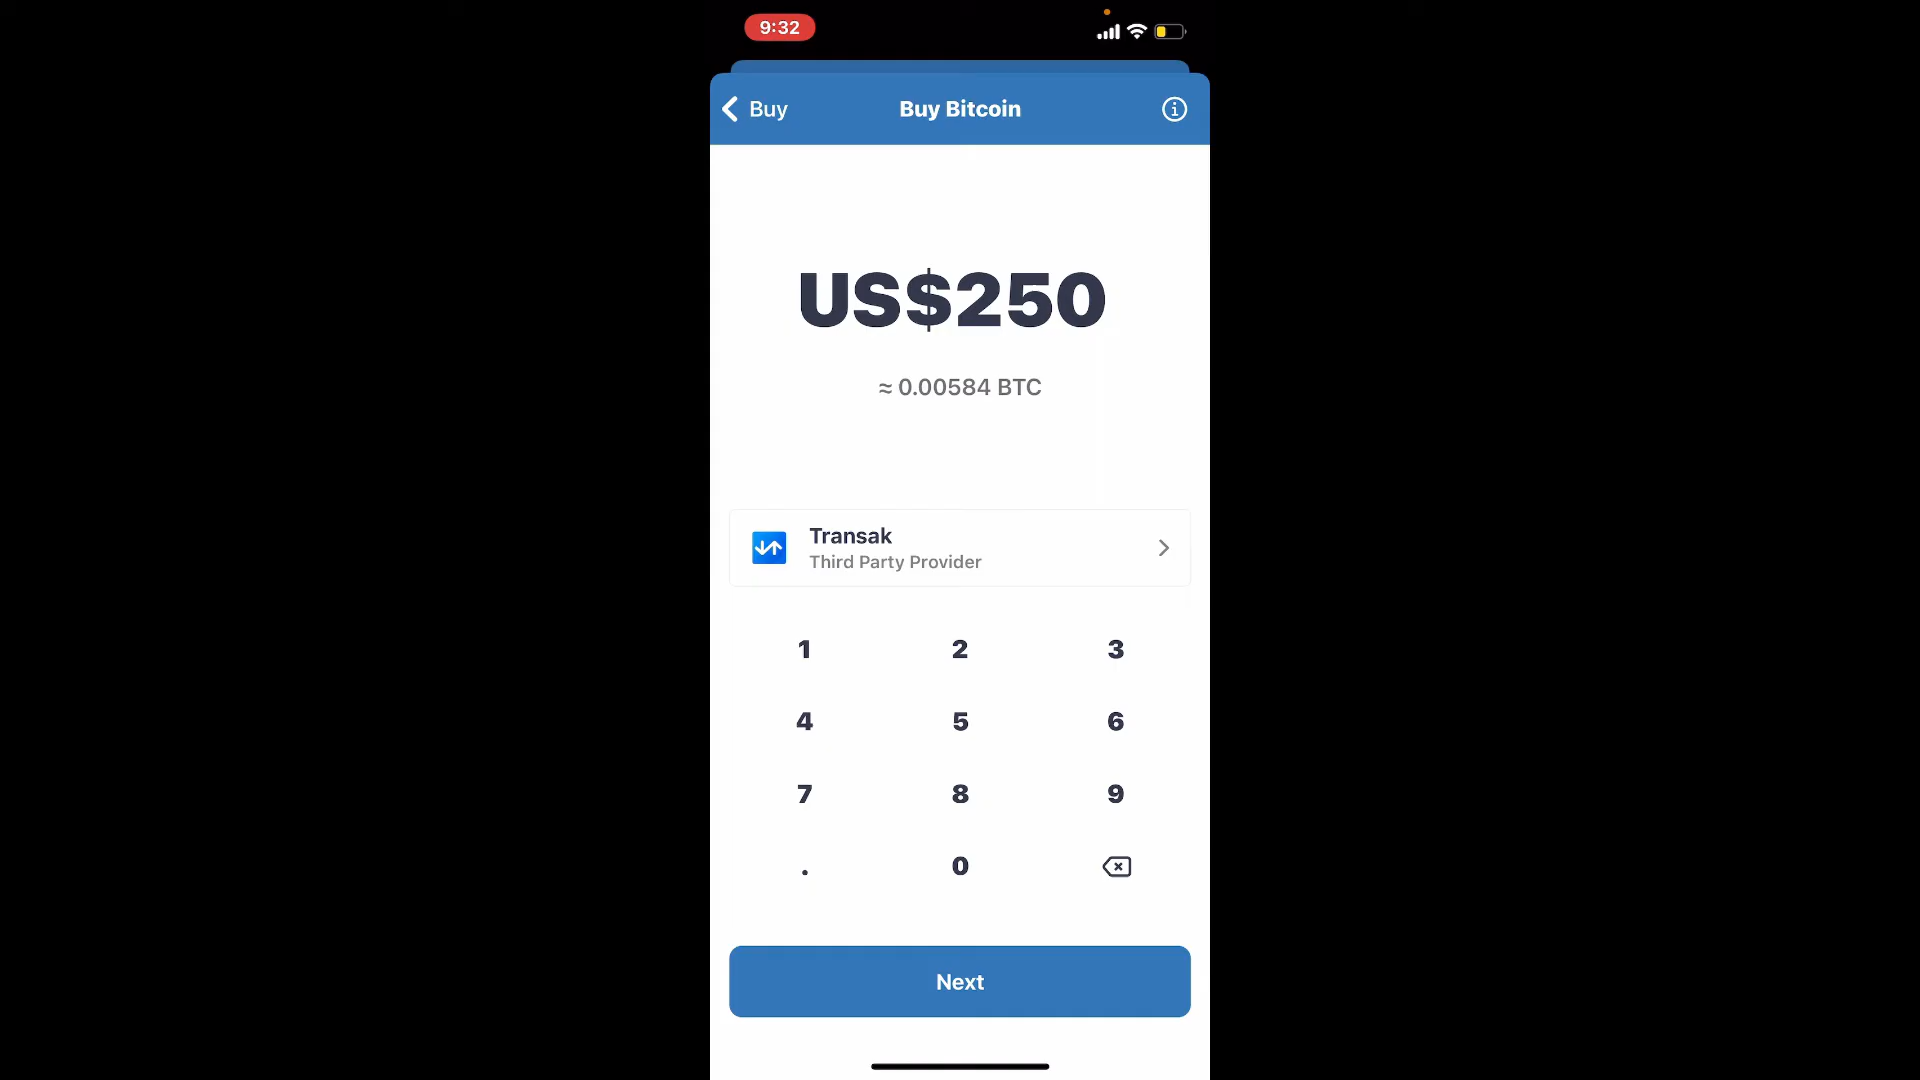 9:32
Buy
Buy Bitcoin
US$250
≈ 0.00584 BTC
Transak
Third Party Provider
1 2 3
4 5 6
7 8 9
. 0
Next